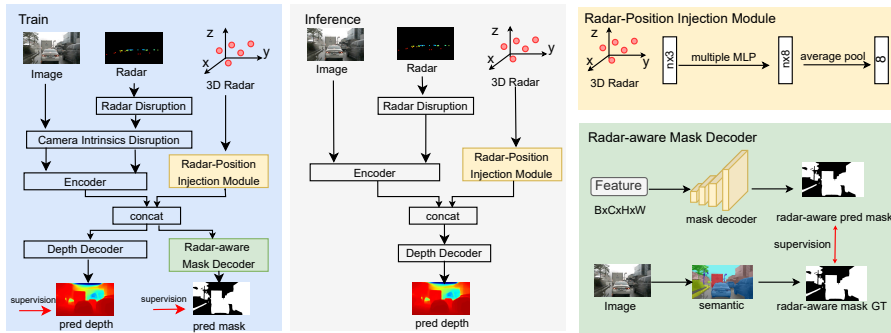 Train
Image
Radar
z
y
x
3D Radar
Radar Disruption
Camera Intrinsics Disruption
Encoder
Radar-Position
Injection Module
concat
Depth Decoder
Radar-aware
Mask Decoder
supervision
pred depth
supervision
pred mask
Inference
Image
Radar
z
y
x
3D Radar
Radar Disruption
Encoder
Radar-Position
Injection Module
concat
Depth Decoder
pred depth
Radar-Position Injection Module
z
y
x
3D Radar
nx3
multiple MLP
nx8
average pool
8
Radar-aware Mask Decoder
Feature
BxCxHxW
mask decoder
radar-aware pred mask
supervision
Image
semantic
radar-aware mask GT